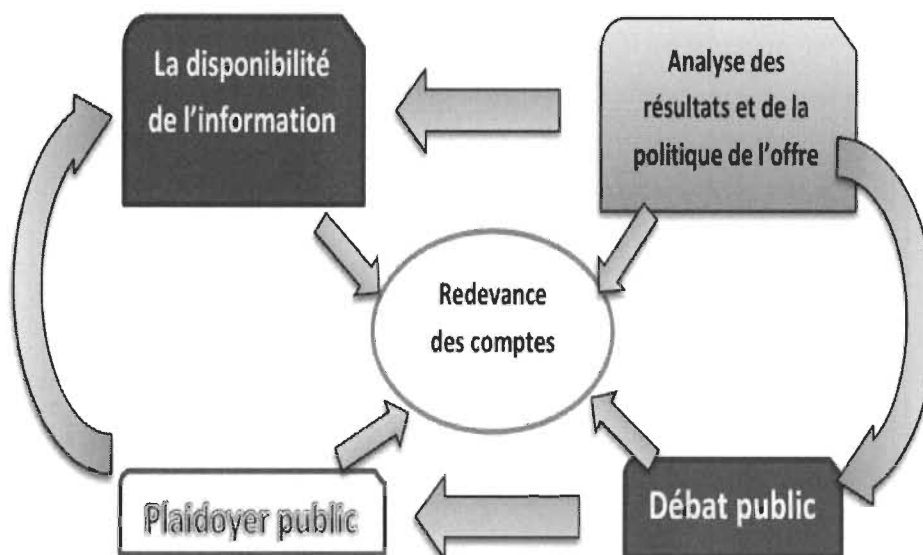 La disponibilité
de l'information
Analyse des
résultats et de la
politique de l'offre
Redevance
des comptes
Plaidoyer public
Débat public